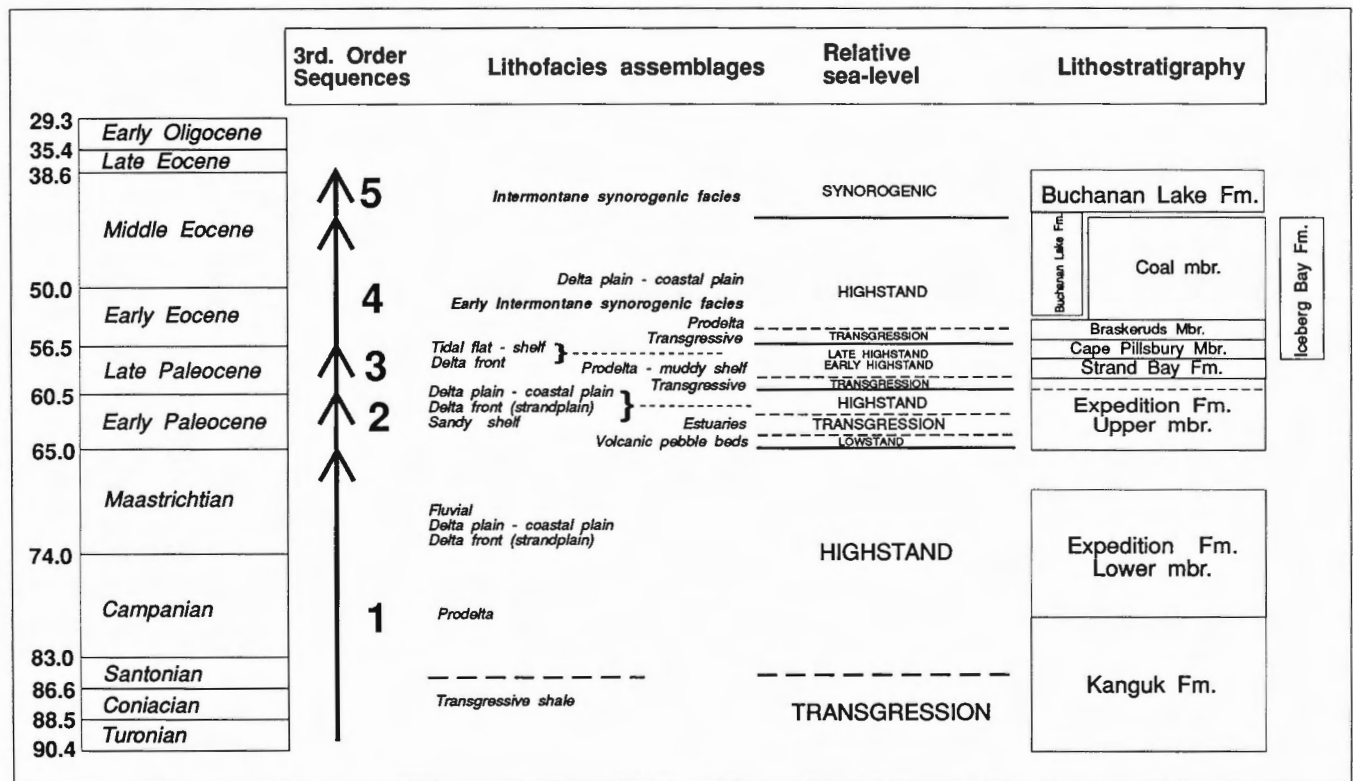 3rd. Order
Sequences
Lithofacies assemblages
Relative
sea-level
Lithostratigraphy
29.3
Early Oligocene
35.4
Late Eocene
38.6
Middle Eocene
50.0
Early Eocene
56.5
Late Paleocene
60.5
Early Paleocene
65.0
Maastrichtian
74.0
Campanian
83.0
Santonian
86.6
Coniacian
88.5
Turonian
90.4
5
4
3
2
1
Intermontane synorogenic facies
Delta plain - coastal plain
Early Intermontane synorogenic facies
Prodelta
Transgressive
Tidal flat - shelf
Delta front
}
Prodelta - muddy shelf
Transgressive
Delta plain - coastal plain
Delta front (strandplain)
Sandy shelf
}
Estuaries
Volcanic pebble beds
Fluvial
Delta plain - coastal plain
Delta front (strandplain)
Prodelta
Transgressive shale
SYNOROGENIC
HIGHSTAND
TRANSGRESSION
LATE HIGHSTAND
EARLY HIGHSTAND
TRANSGRESSION
HIGHSTAND
TRANSGRESSION
LOWSTAND
HIGHSTAND
TRANSGRESSION
Buchanan Lake Fm.
Buchanan Lake Fm.
Coal mbr.
Iceberg Bay Fm.
Braskeruds Mbr.
Cape Pillsbury Mbr.
Strand Bay Fm.
Expedition Fm.
Upper mbr.
Expedition Fm.
Lower mbr.
Kanguk Fm.